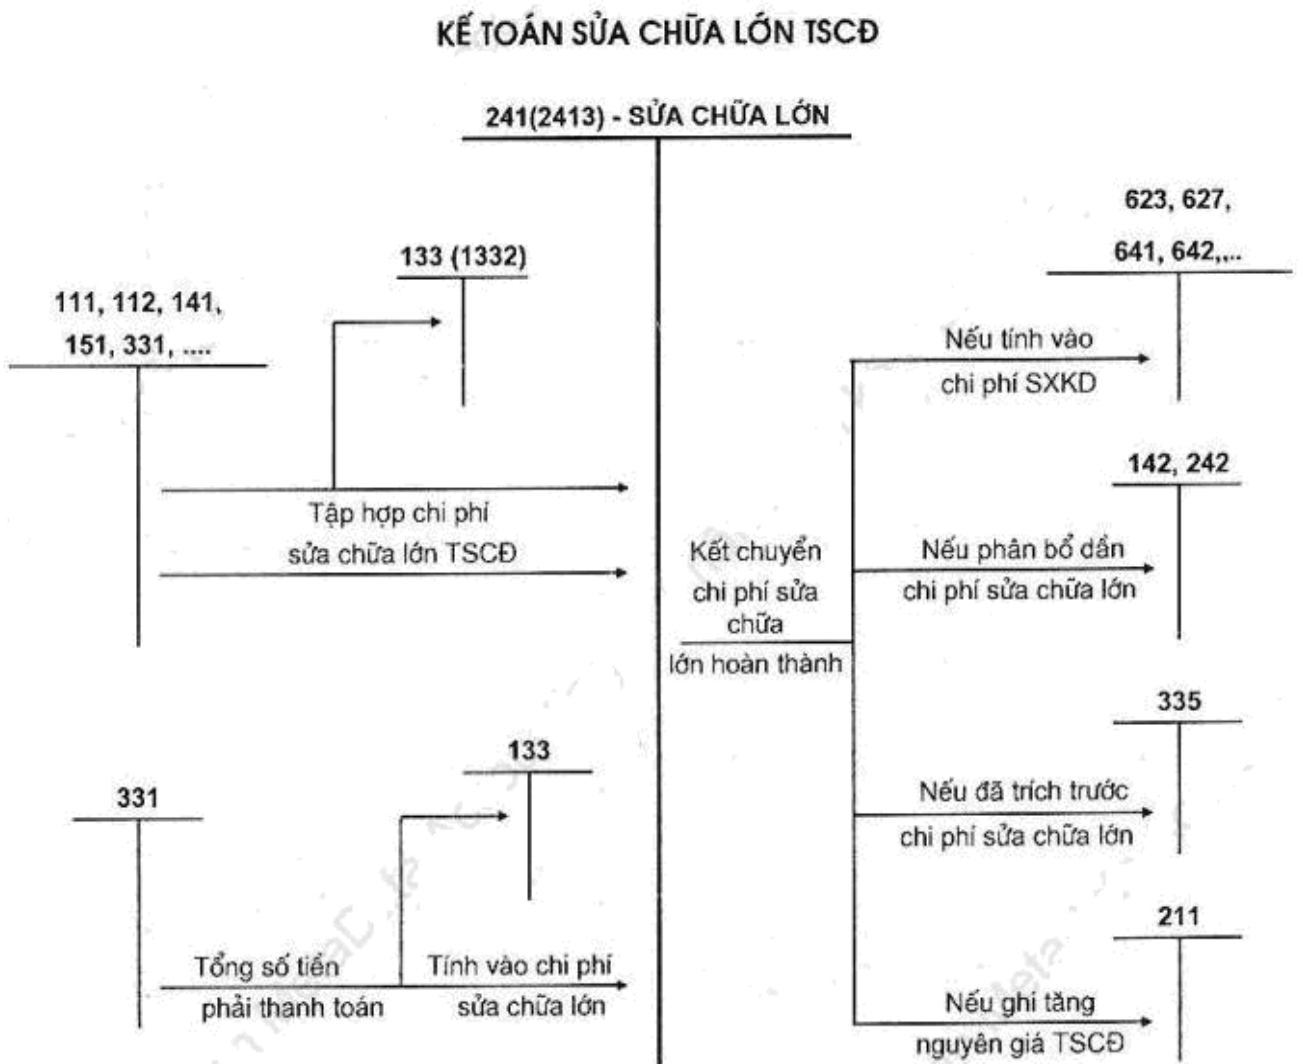 KẾ TOÁN SỬA CHỮA LỚN TSCĐ
241(2413) - SỬA CHỮA LỚN
111, 112, 141,
151, 331, ....
133 (1332)
Tập hợp chi phí
sửa chữa lớn TSCĐ
331
133
Tổng số tiền
phải thanh toán
Tính vào chi phí
sửa chữa lớn
Kết chuyển
chi phí sửa
chữa
lớn hoàn thành
623, 627,
641, 642,...
Nếu tính vào
chi phí SXKD
142, 242
Nếu phân bổ dần
chi phí sửa chữa lớn
335
Nếu đã trích trước
chi phí sửa chữa lớn
211
Nếu ghi tăng
nguyên giá TSCĐ